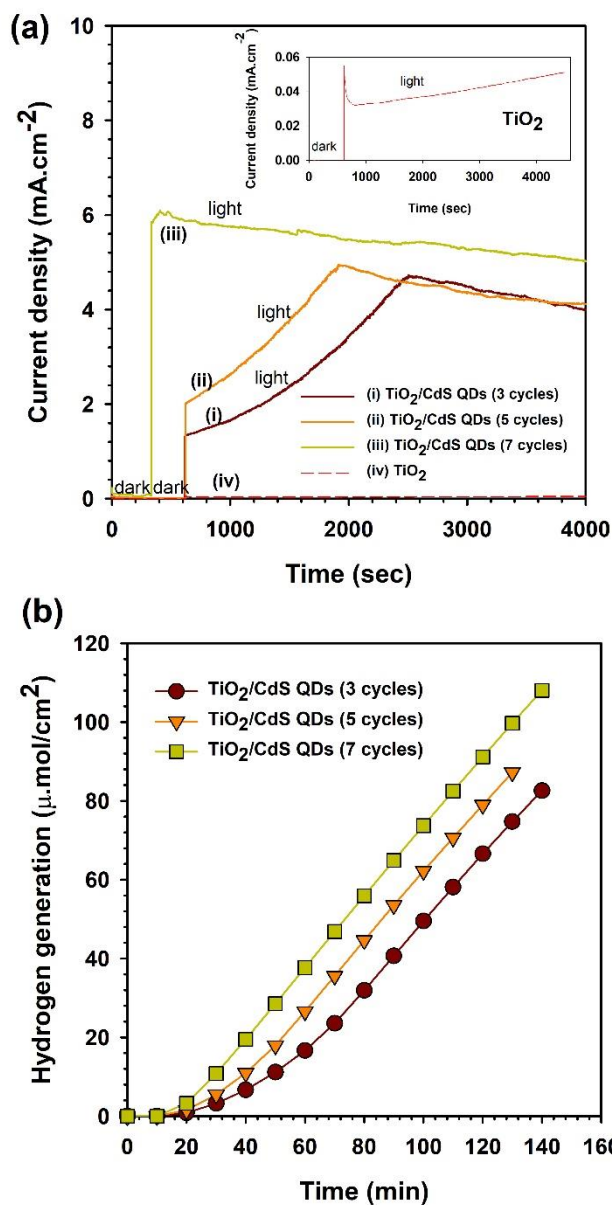 (a)
10
8
6
4
2
0
Current density (mA.cm⁻²)
0.06
0.04
0.02
0.00
Current density (mA.cm⁻²)
light
dark
TiO₂
0 1000 2000 3000 4000
Time (sec)
light
(iii)
light
(ii)
light
(i)
(i) TiO₂/CdS QDs (3 cycles)
(ii) TiO₂/CdS QDs (5 cycles)
(iii) TiO₂/CdS QDs (7 cycles)
(iv) TiO₂
dark dark
(iv)
0 1000 2000 3000 4000
Time (sec)
(b)
120
100
80
60
40
20
0
Hydrogen generation (μ.mol/cm²)
TiO₂/CdS QDs (3 cycles)
TiO₂/CdS QDs (5 cycles)
TiO₂/CdS QDs (7 cycles)
0 20 40 60 80 100 120 140 160
Time (min)